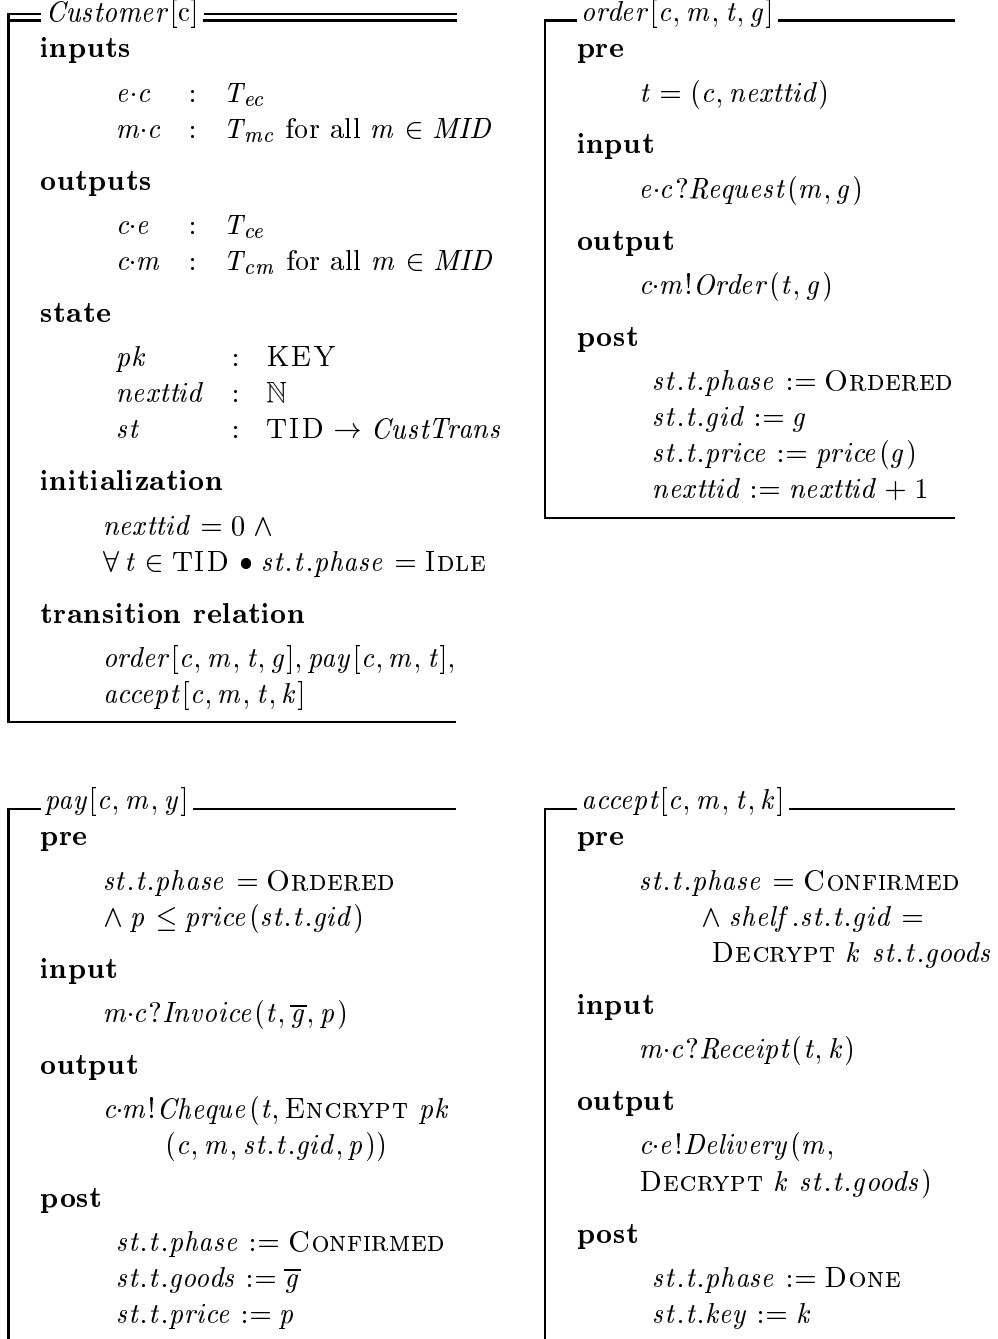 Customer[c]
inputs
e·c : T_ec
m·c : T_mc for all m ∈ MID
outputs
c·e : T_ce
c·m : T_cm for all m ∈ MID
state
pk : KEY
nexttid : ℕ
st : TID → CustTrans
initialization
nexttid = 0 ∧
∀ t ∈ TID • st.t.phase = IDLE
transition relation
order[c, m, t, g], pay[c, m, t],
accept[c, m, t, k]
order[c, m, t, g]
pre
t = (c, nexttid)
input
e·c?Request(m, g)
output
c·m!Order(t, g)
post
st.t.phase := ORDERED
st.t.gid := g
st.t.price := price(g)
nexttid := nexttid + 1
pay[c, m, y]
pre
st.t.phase = ORDERED
∧ p ≤ price(st.t.gid)
input
m·c?Invoice(t, g̅, p)
output
c·m!Cheque(t, ENCRYPT pk
(c, m, st.t.gid, p))
post
st.t.phase := CONFIRMED
st.t.goods := g̅
st.t.price := p
accept[c, m, t, k]
pre
st.t.phase = CONFIRMED
∧ shelf.st.t.gid =
DECRYPT k st.t.goods
input
m·c?Receipt(t, k)
output
c·e!Delivery(m,
DECRYPT k st.t.goods)
post
st.t.phase := DONE
st.t.key := k